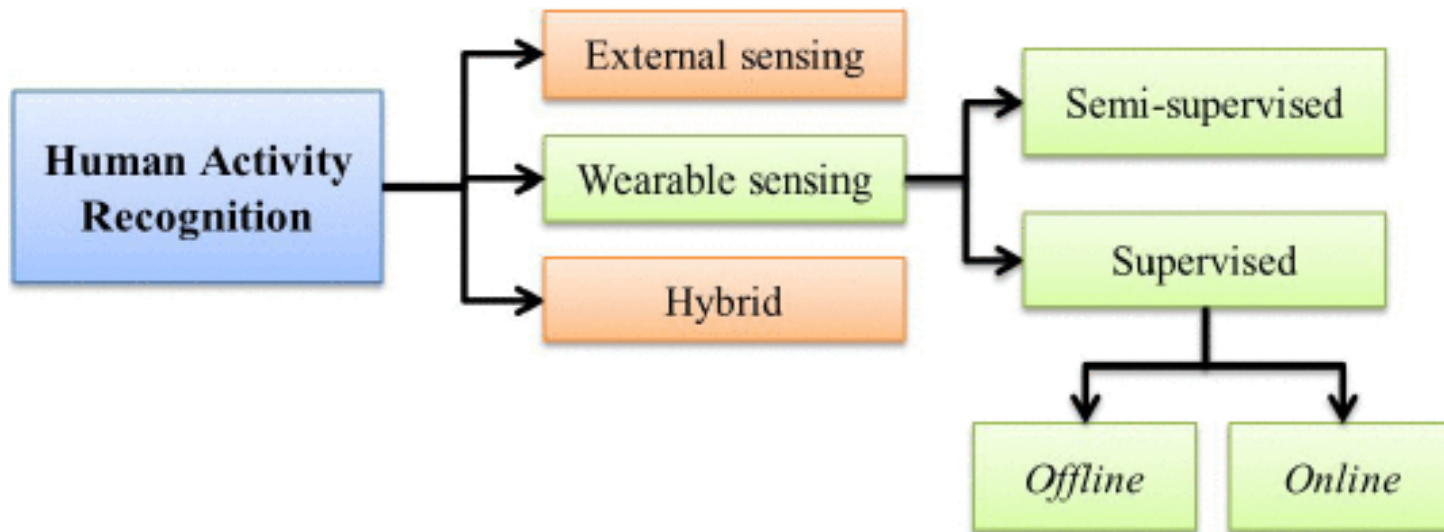 Human Activity
Recognition
External sensing
Wearable sensing
Hybrid
Semi-supervised
Supervised
Offline
Online